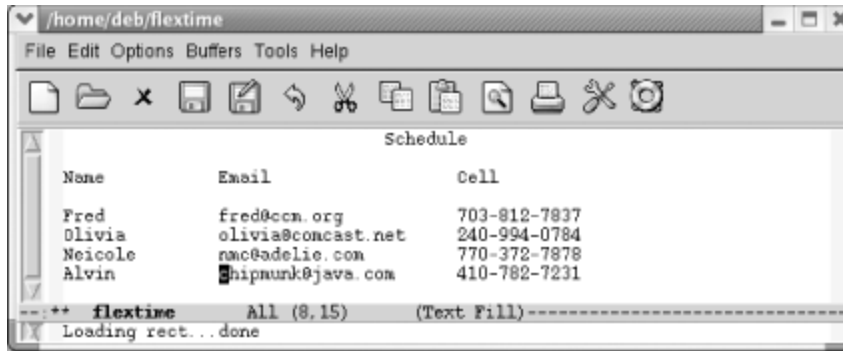 /home/deb/flextime
File Edit Options Buffers Tools Help
Schedule
Name Email Cell
Fred fred@ccm.org 703-812-7837
Olivia olivia@comcast.net 240-994-0784
Neicole nmc@adelie.com 770-372-7878
Alvin chipmunk@java.com 410-782-7231
--:** flextime All (8,15) (Text Fill)------------------------------
Loading rect...done